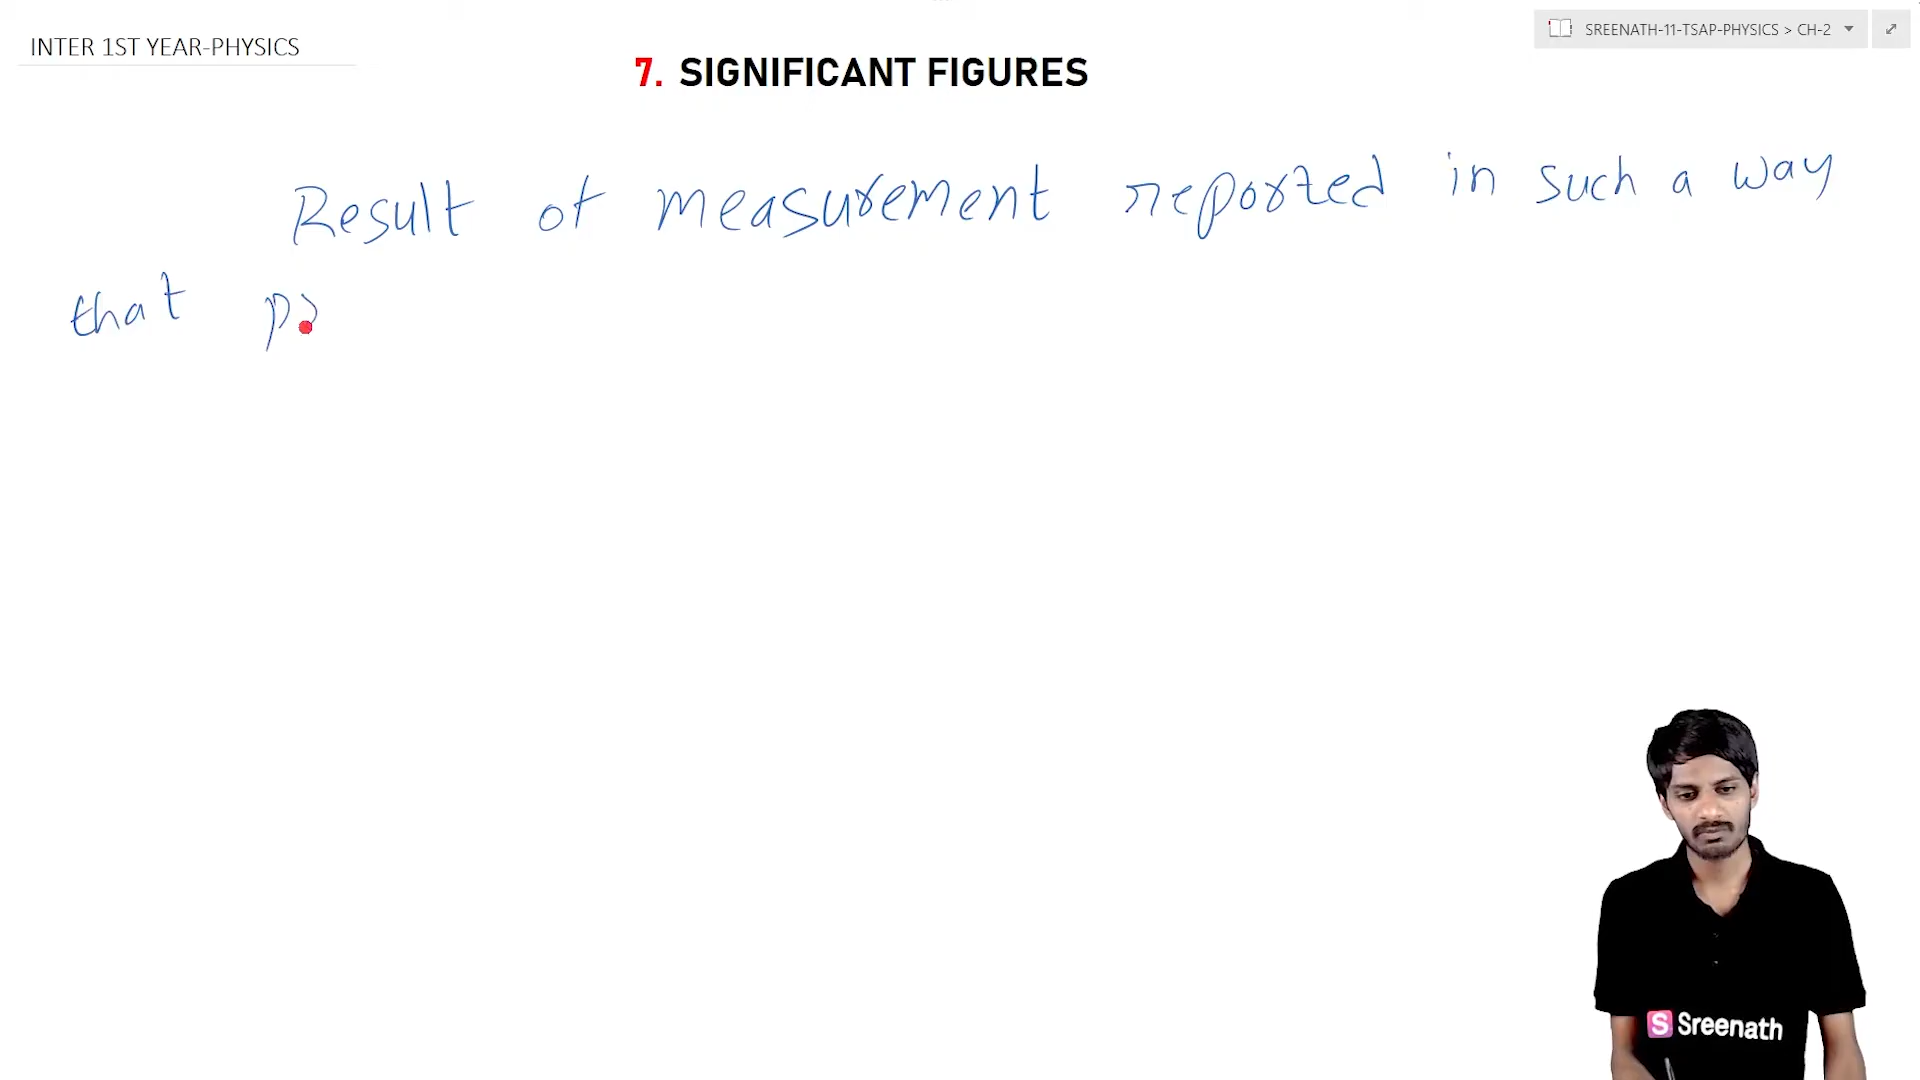 INTER 1ST YEAR-PHYSICS
SREENATH-11-TSAP-PHYSICS > CH-2
7. SIGNIFICANT FIGURES
Result of measurement reported in such a way
that
S Sreenath